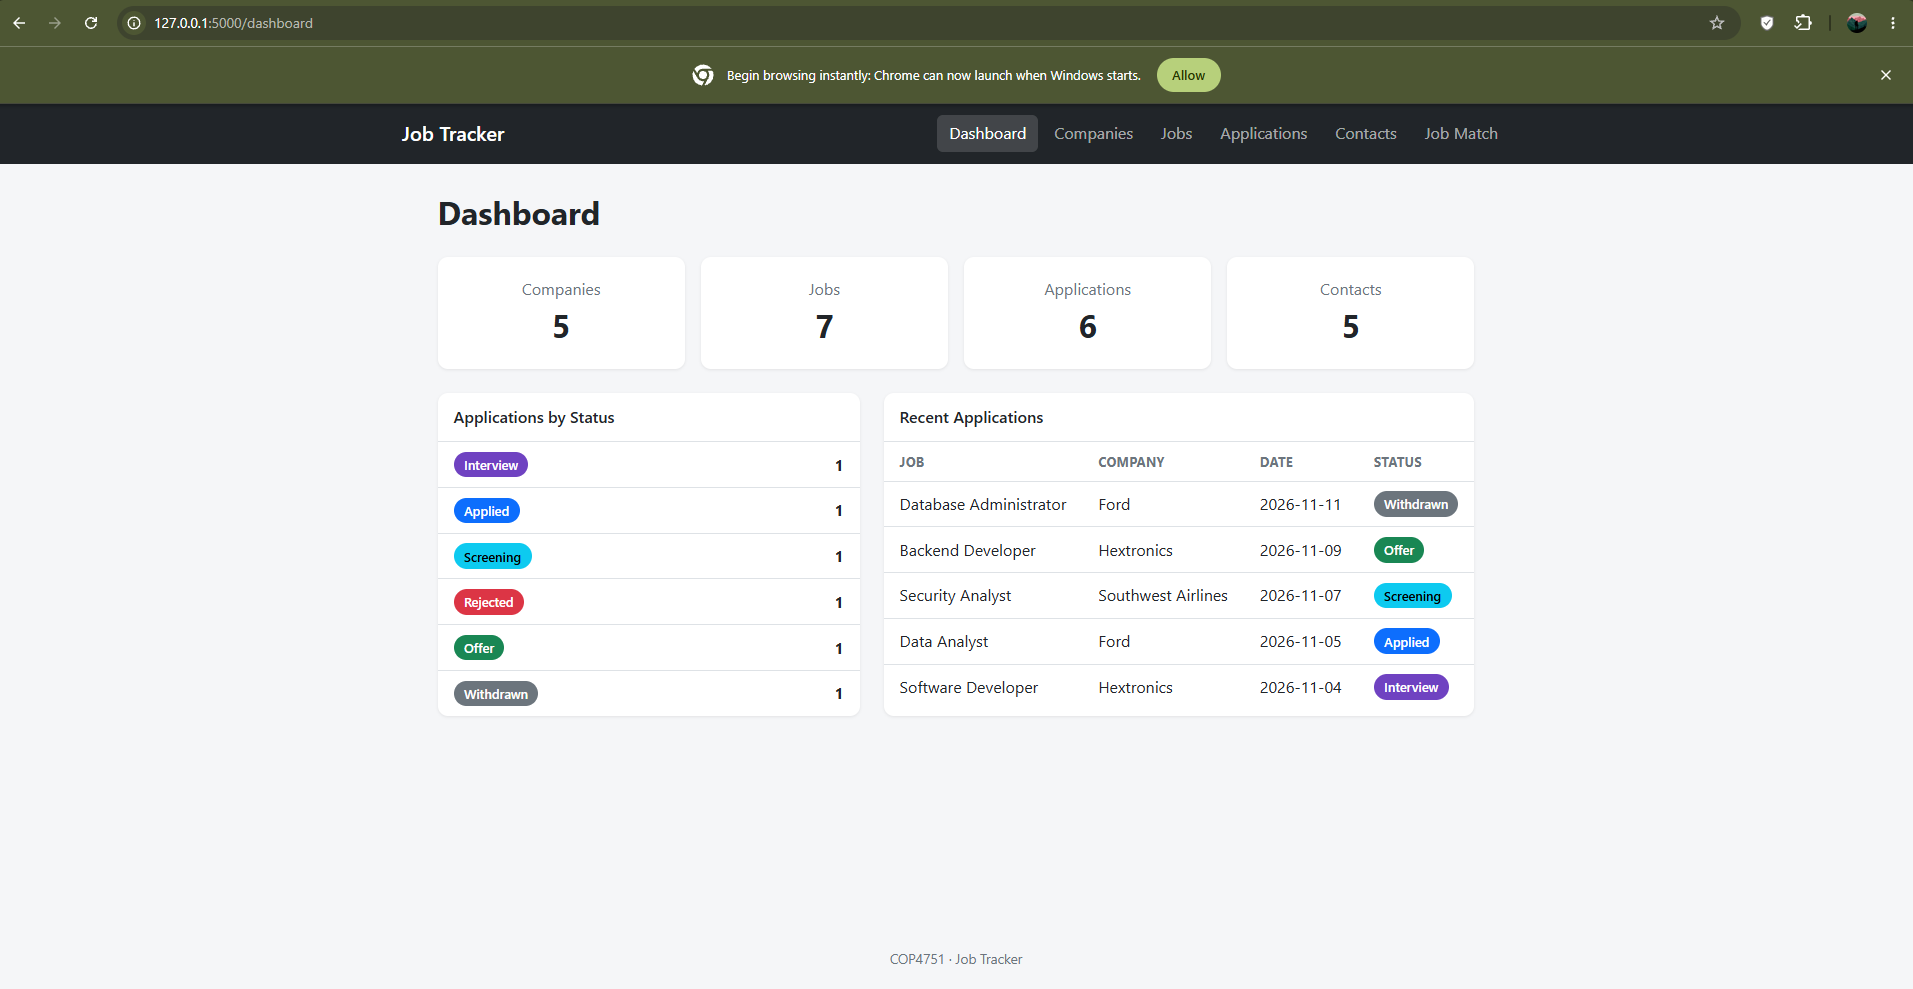 127.0.0.1:5000/dashboard
Begin browsing instantly: Chrome can now launch when Windows starts. Allow
Job Tracker Dashboard Companies Jobs Applications Contacts Job Match
Dashboard
Companies Jobs Applications Contacts
5 7 6 5
Applications by Status
Interview 1
Applied 1
Screening 1
Rejected 1
Offer 1
Withdrawn 1
Recent Applications
JOB COMPANY DATE STATUS
Database Administrator Ford 2026-11-11 Withdrawn
Backend Developer Hextronics 2026-11-09 Offer
Security Analyst Southwest Airlines 2026-11-07 Screening
Data Analyst Ford 2026-11-05 Applied
Software Developer Hextronics 2026-11-04 Interview
COP4751 · Job Tracker